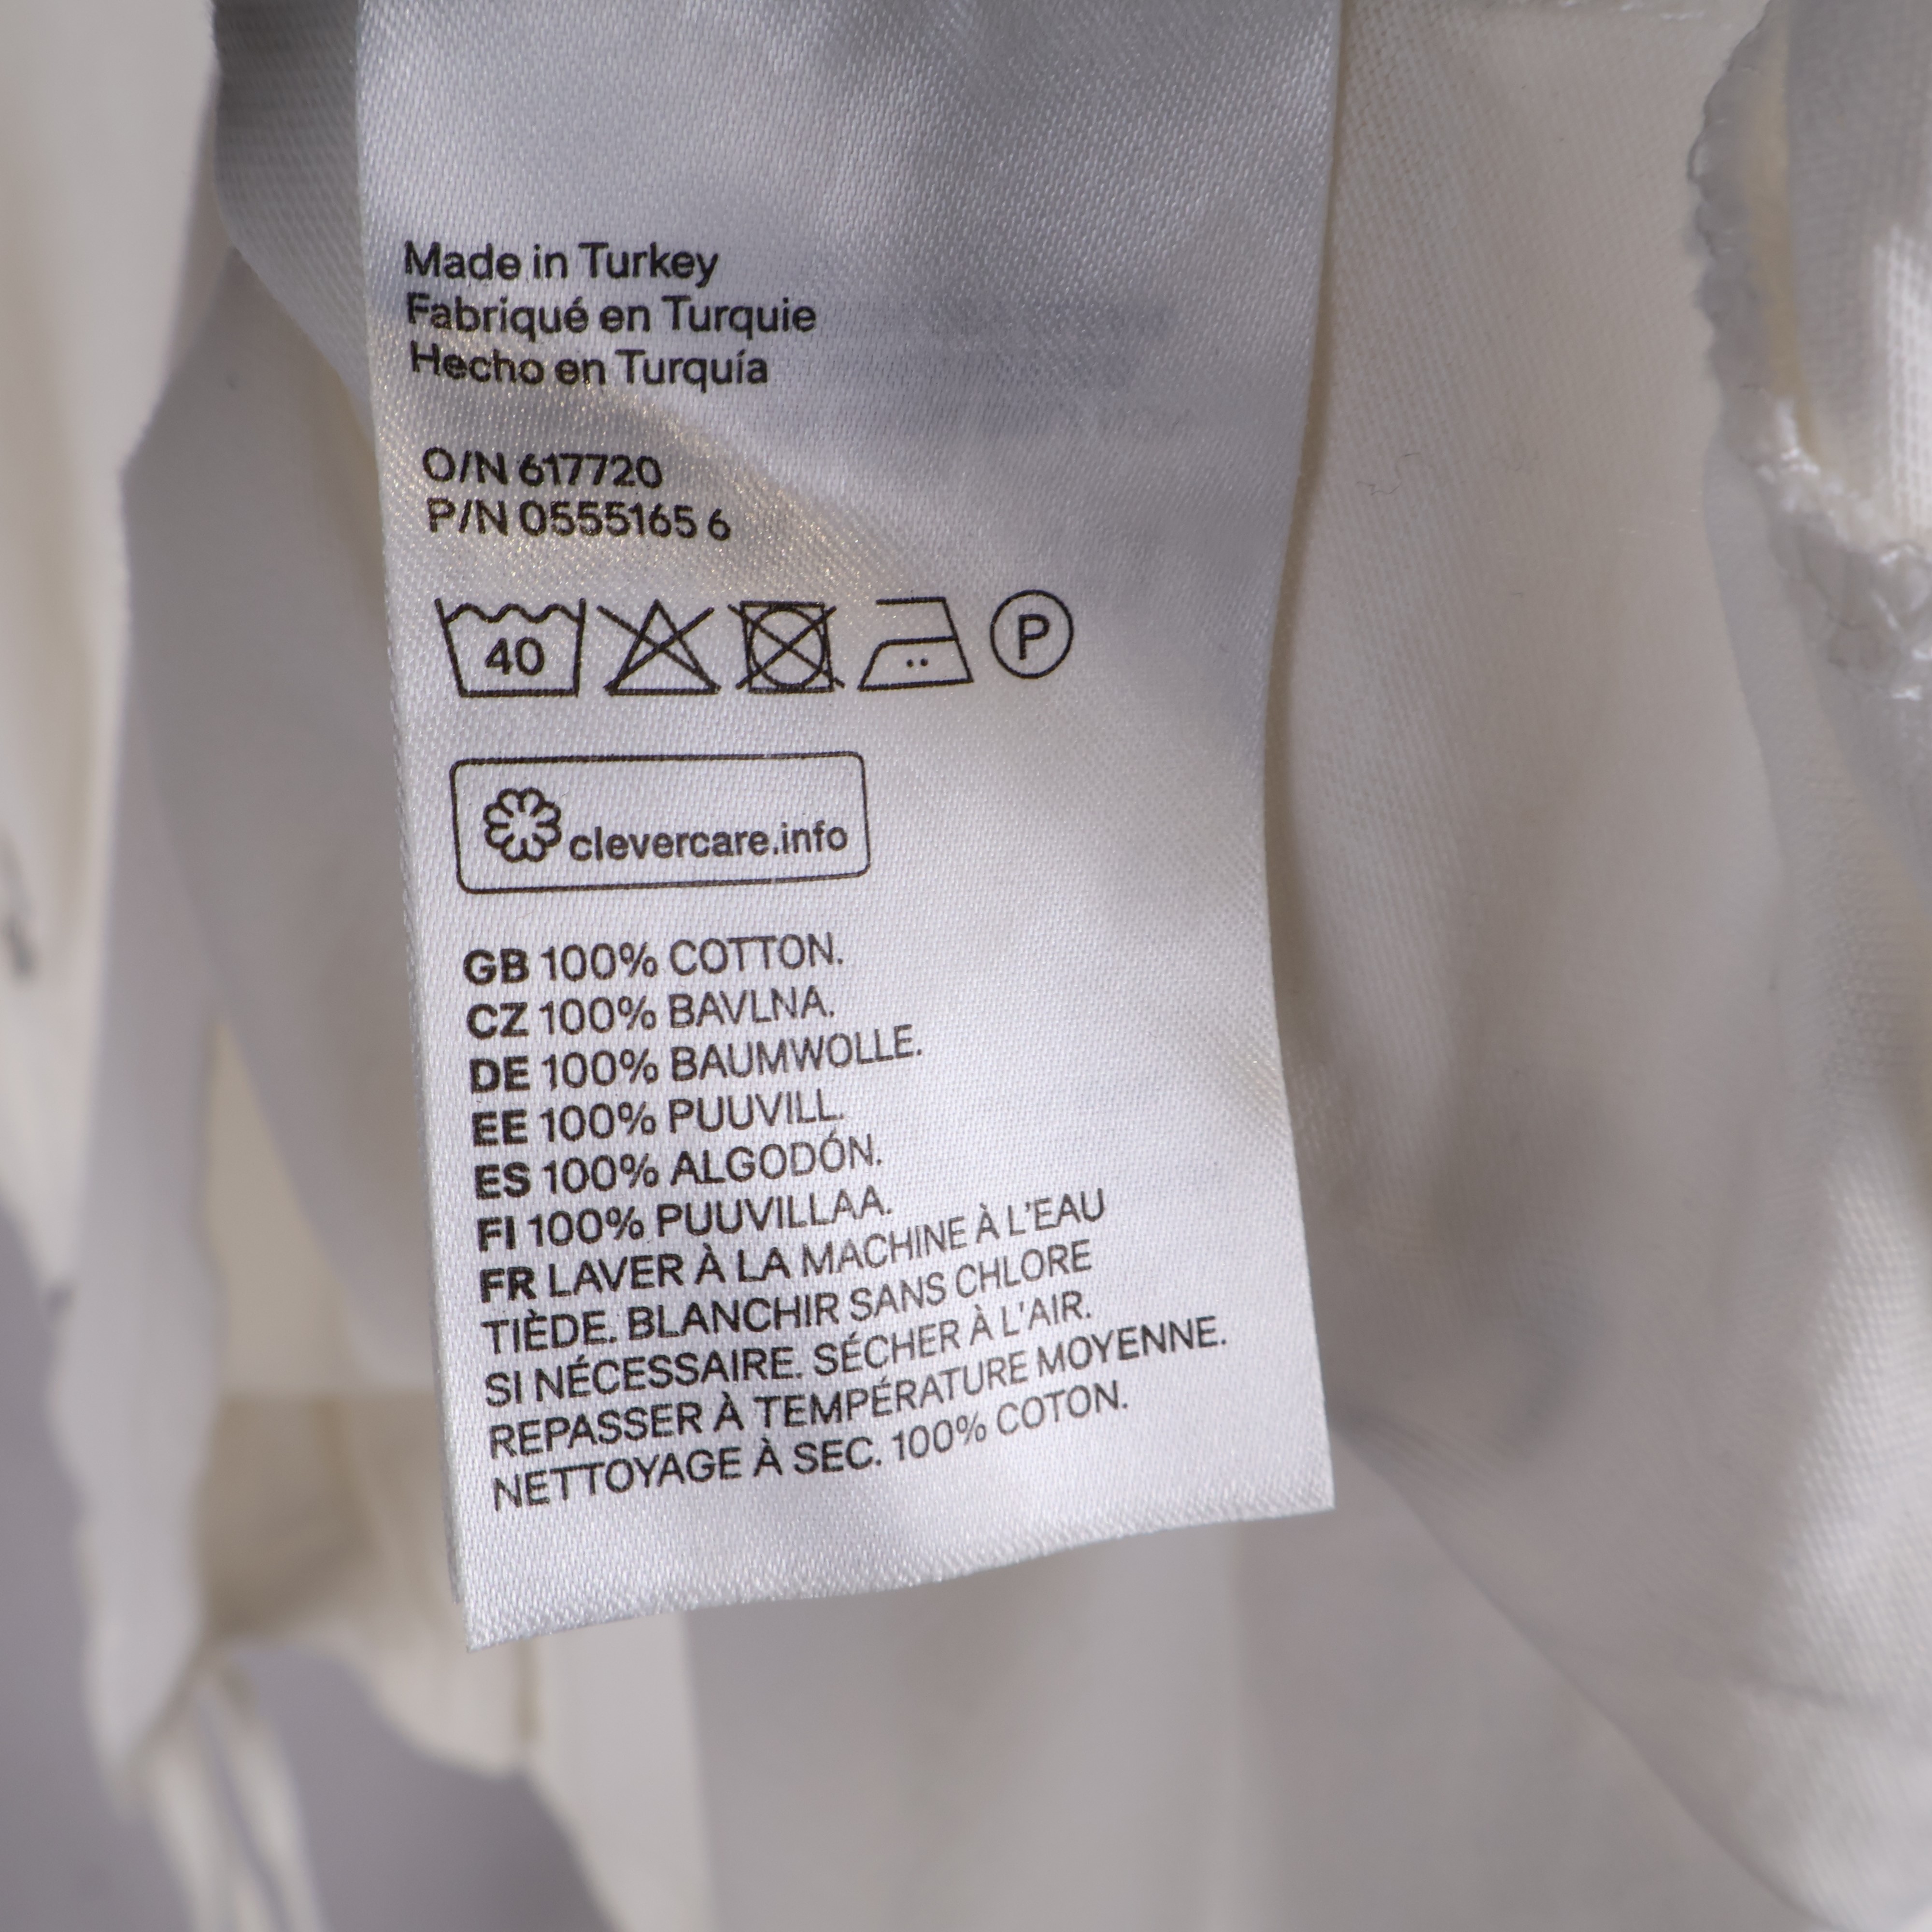 Made in Turkey
Fabriqué en Turquie
Hecho en Turquía
O/N 617720
P/N 0555165 6
40
P
clevercare.info
GB 100% COTTON.
CZ 100% BAVLNA.
DE 100% BAUMWOLLE.
EE 100% PUUVILL.
ES 100% ALGODÓN.
FI 100% PUUVILLAA.
FR LAVER À LA MACHINE À L'EAU
TIÈDE. BLANCHIR SANS CHLORE
SI NÉCESSAIRE. SÉCHER À L'AIR.
REPASSER À TEMPÉRATURE MOYENNE.
NETTOYAGE À SEC. 100% COTON.